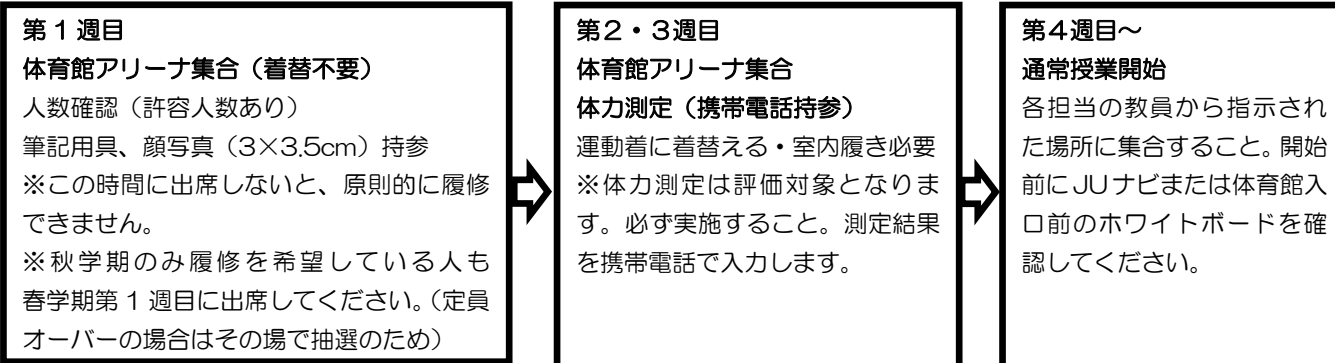 第1週目
体育館アリーナ集合（着替不要）
人数確認（許容人数あり）
筆記用具、顔写真（3×3.5cm）持参
※この時間に出席しないと、原則的に履修
できません。
※秋学期のみ履修を希望している人も
春学期第1週目に出席してください。（定員
オーバーの場合はその場で抽選のため）
第2・3週目
体育館アリーナ集合
体力測定（携帯電話持参）
運動着に着替える・室内履き必要
※体力測定は評価対象となりま
す。必ず実施すること。測定結果
を携帯電話で入力します。
第4週目～
通常授業開始
各担当の教員から指示され
た場所に集合すること。開始
前にJUナビまたは体育館入
口前のホワイトボードを確
認してください。